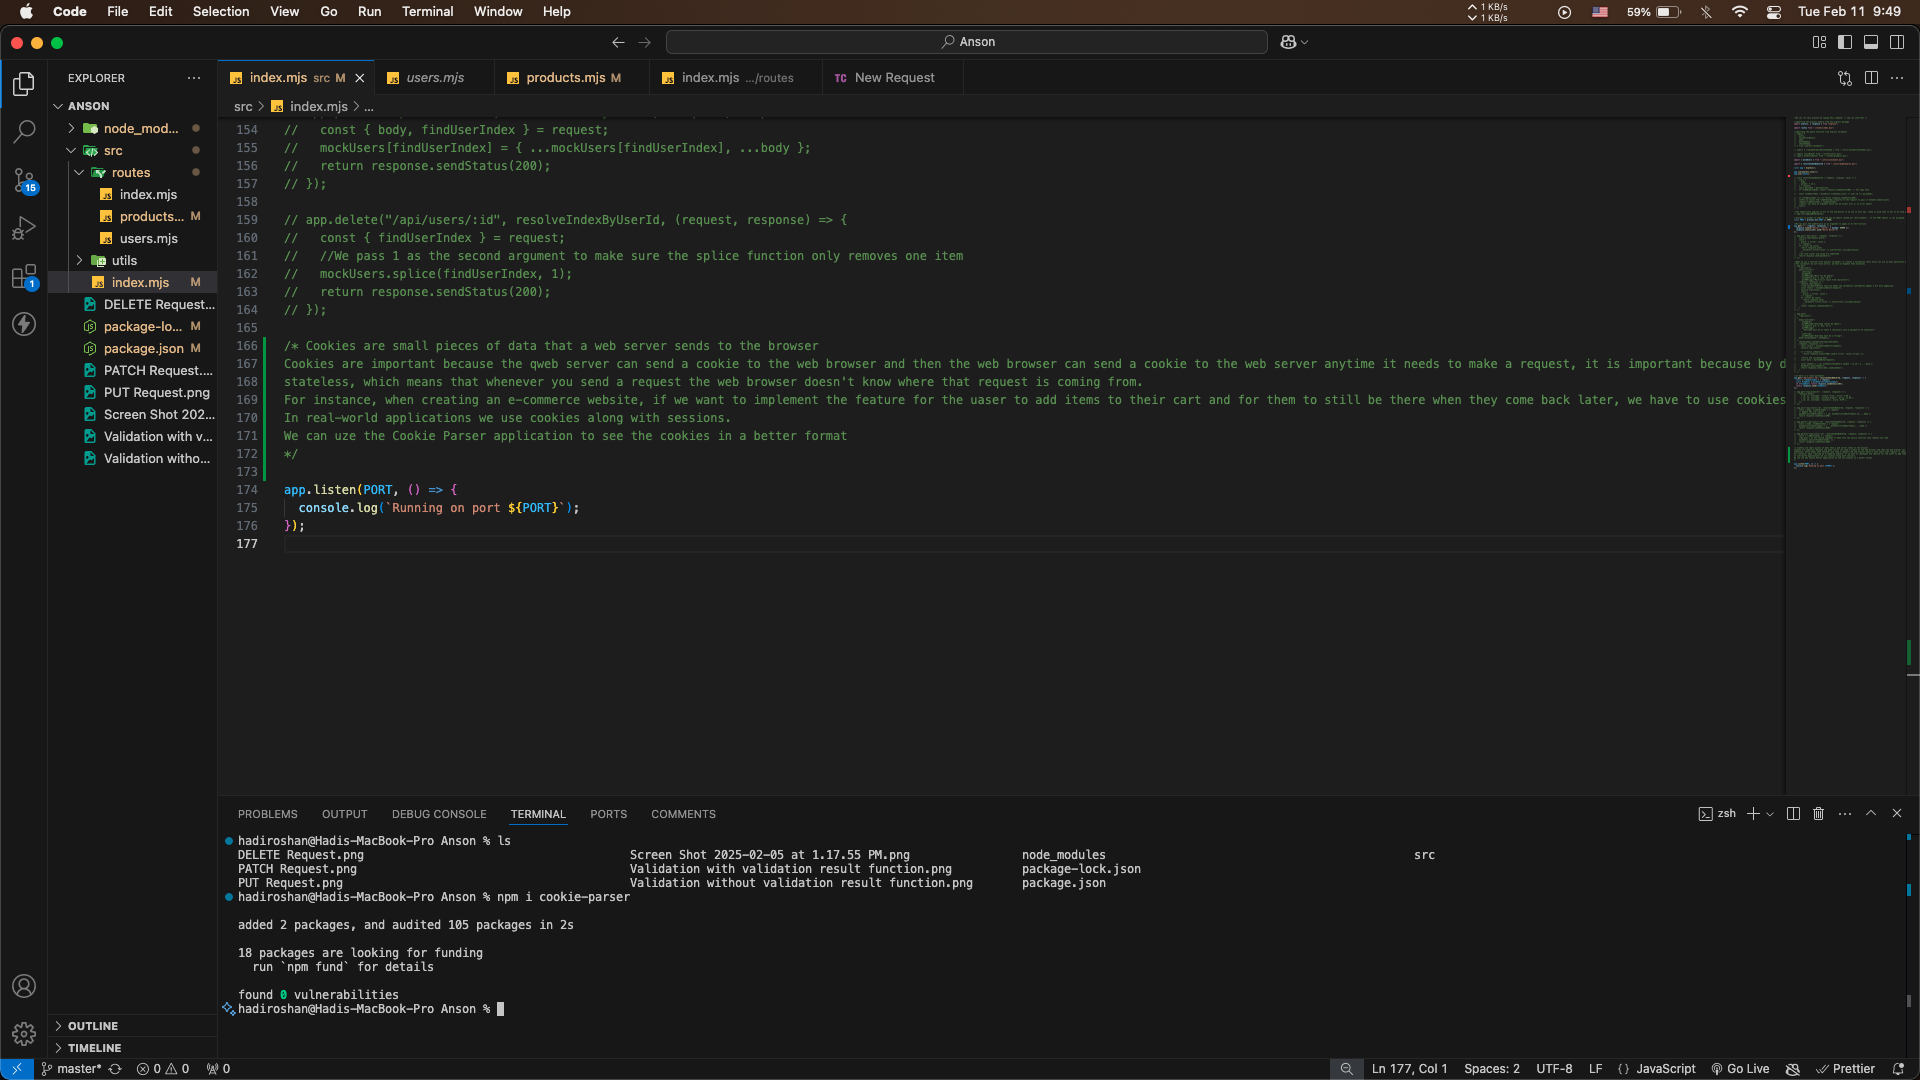 Code File Edit Selection View Go Run Terminal Window Help
1 KB/s
1 KB/s
59%
Tue Feb 11 9:49
Anson
EXPLORER
index.mjs src M
users.mjs
products.mjs M
index.mjs .../routes
TC New Request
src > index.mjs > ...
ANSON
node_mod...
src
routes
index.mjs
products... M
users.mjs
utils
index.mjs M
DELETE Request...
package-lo... M
package.json M
PATCH Request....
PUT Request.png
Screen Shot 202...
Validation with v...
Validation witho...
OUTLINE
TIMELINE
15
1
154 //   const { body, findUserIndex } = request;
155 //   mockUsers[findUserIndex] = { ...mockUsers[findUserIndex], ...body };
156 //   return response.sendStatus(200);
157 // });
158
159 // app.delete("/api/users/:id", resolveIndexByUserId, (request, response) => {
160 //   const { findUserIndex } = request;
161 //   //We pass 1 as the second argument to make sure the splice function only removes one item
162 //   mockUsers.splice(findUserIndex, 1);
163 //   return response.sendStatus(200);
164 // });
165
166 /* Cookies are small pieces of data that a web server sends to the browser
167 Cookies are important because the qweb server can send a cookie to the web browser and then the web browser can send a cookie to the web server anytime it needs to make a request, it is important because by d
168 stateless, which means that whenever you send a request the web browser doesn't know where that request is coming from.
169 For instance, when creating an e-commerce website, if we want to implement the feature for the uaser to add items to their cart and for them to still be there when they come back later, we have to use cookies
170 In real-world applications we use cookies along with sessions.
171 We can uze the Cookie Parser application to see the cookies in a better format
172 */
173
174 app.listen(PORT, () => {
175   console.log(`Running on port ${PORT}`);
176 });
177
PROBLEMS OUTPUT DEBUG CONSOLE TERMINAL PORTS COMMENTS
zsh
hadiroshan@Hadis-MacBook-Pro Anson % ls
DELETE Request.png Screen Shot 2025-02-05 at 1.17.55 PM.png node_modules src
PATCH Request.png Validation with validation result function.png package-lock.json
PUT Request.png Validation without validation result function.png package.json
hadiroshan@Hadis-MacBook-Pro Anson % npm i cookie-parser
added 2 packages, and audited 105 packages in 2s
18 packages are looking for funding
run `npm fund` for details
found 0 vulnerabilities
hadiroshan@Hadis-MacBook-Pro Anson %
master* 0 0 0
Ln 177, Col 1 Spaces: 2 UTF-8 LF {} JavaScript Go Live Prettier